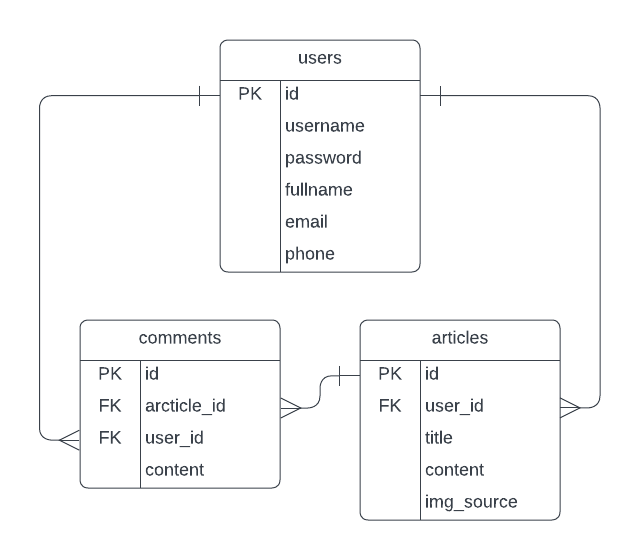 users
PK id
username
password
fullname
email
phone
comments
PK id
FK arcticle_id
FK user_id
content
articles
PK id
FK user_id
title
content
img_source